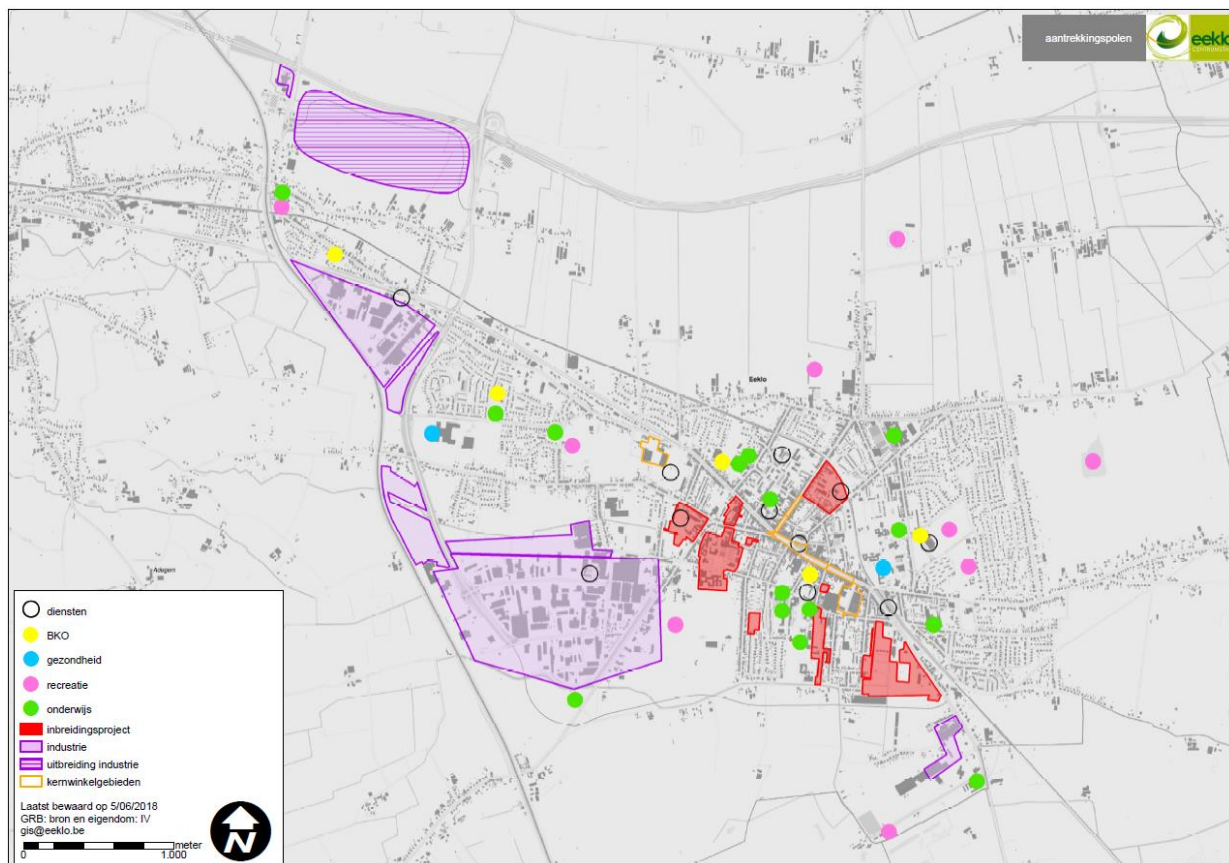 aantrekkingspolen
eeklo
Eeklo
Adegem
diensten
BKO
gezondheid
recreatie
onderwijs
inbreidingsproject
industrie
uitbreiding industrie
kernwinkelgebieden
Laatst bewaard op 5/06/2018
GRB: bron en eigendom: IV
gis@eeklo.be
N
meter
0 1.000